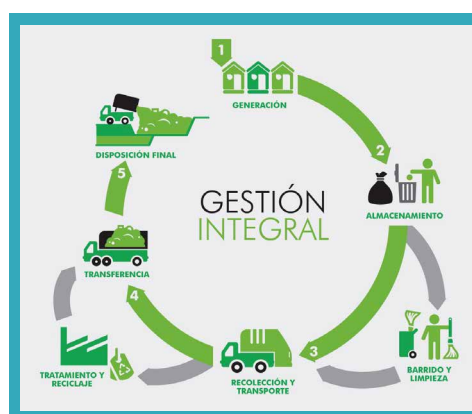 1
GENERACIÓN
2
ALMACENAMIENTO
BARRIDO Y
LIMPIEZA
3
RECOLECCIÓN Y
TRANSPORTE
TRATAMIENTO Y
RECICLAJE
4
TRANSFERENCIA
5
DISPOSICIÓN FINAL
GESTIÓN
INTEGRAL